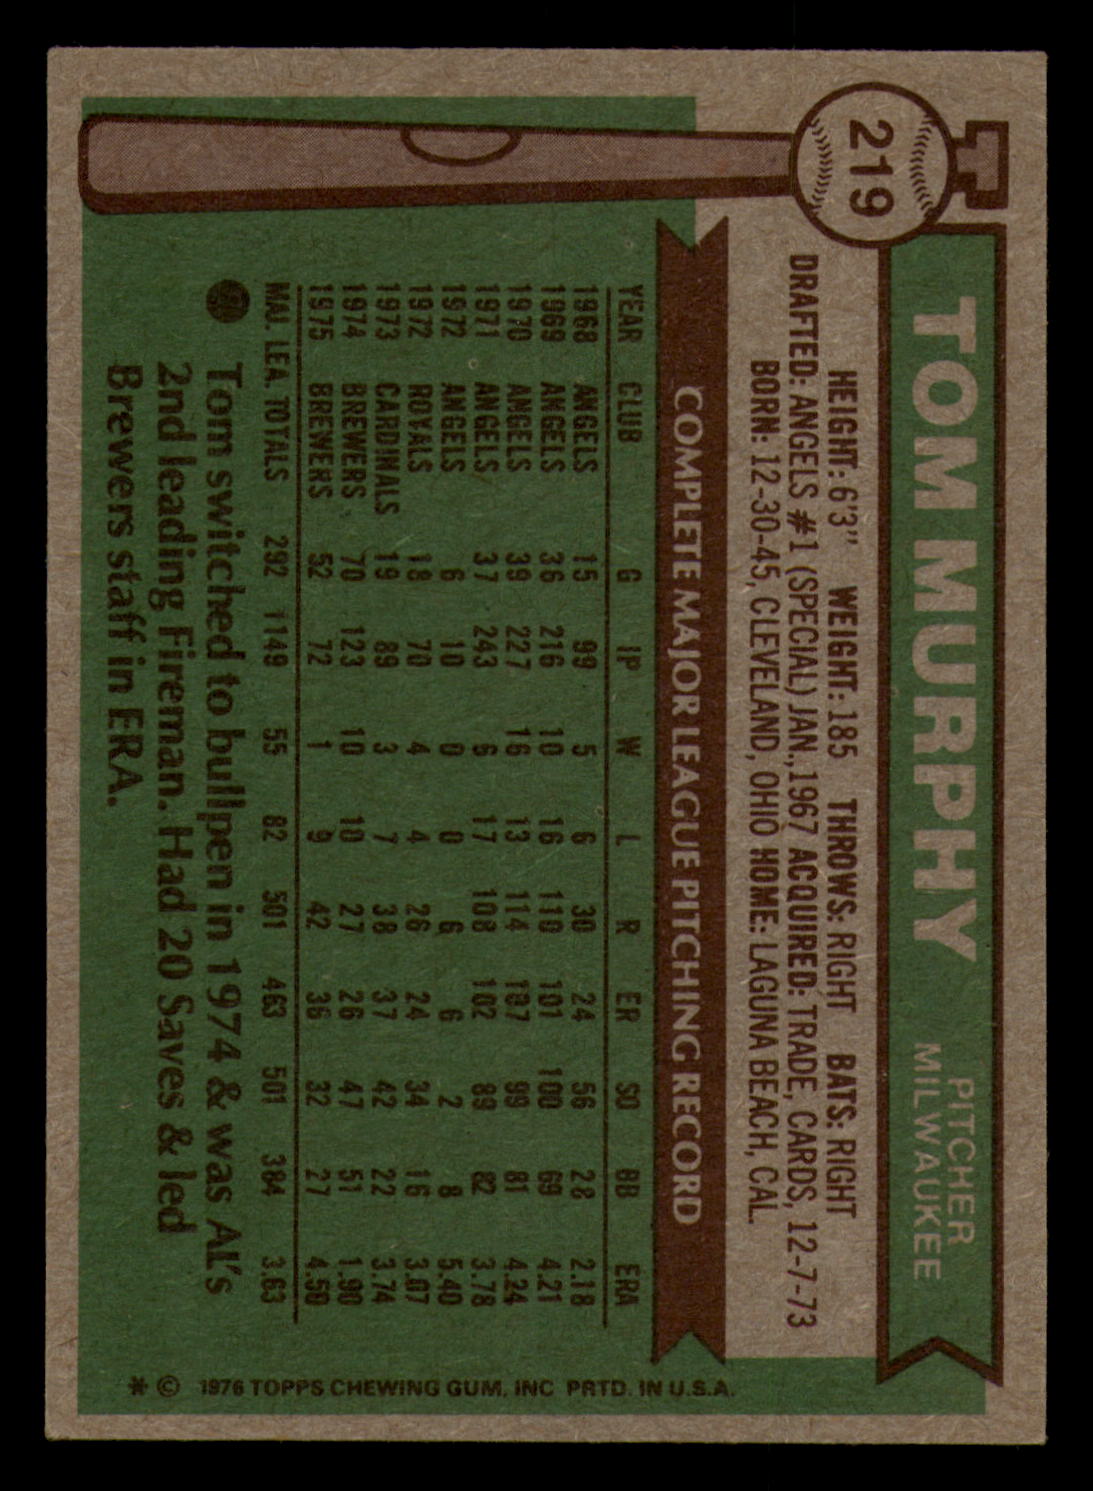 219
TOM MURPHY
PITCHER
MILWAUKEE
HEIGHT: 6'3" WEIGHT: 185 THROWS: RIGHT BATS: RIGHT
DRAFTED: ANGELS #1 (SPECIAL) JAN., 1967 ACQUIRED: TRADE, CARDS, 12-7-73
BORN: 12-30-45, CLEVELAND, OHIO HOME: LAGUNA BEACH, CAL.
COMPLETE MAJOR LEAGUE PITCHING RECORD
YEAR CLUB G IP W L R ER SO BB ERA
1968 ANGELS 15 99 5 6 30 24 56 28 2.18
1969 ANGELS 36 216 10 16 110 101 100 69 4.21
1970 ANGELS 39 227 16 13 114 107 99 81 4.24
1971 ANGELS 37 243 6 17 108 102 89 82 3.78
1972 ANGELS 6 10 0 0 6 6 2 8 5.40
1972 ROYALS 18 70 4 4 26 24 34 16 3.07
1973 CARDINALS 19 89 3 7 38 37 42 22 3.74
1974 BREWERS 70 123 10 10 27 26 47 51 1.90
1975 BREWERS 52 72 1 9 42 36 32 27 4.50
MAJ. LEA. TOTALS 292 1149 55 82 501 463 501 384 3.63
Tom switched to bullpen in 1974 & was AL's
2nd leading Fireman. Had 20 Saves & led
Brewers staff in ERA.
* © 1976 TOPPS CHEWING GUM, INC PRTD. IN U.S.A.